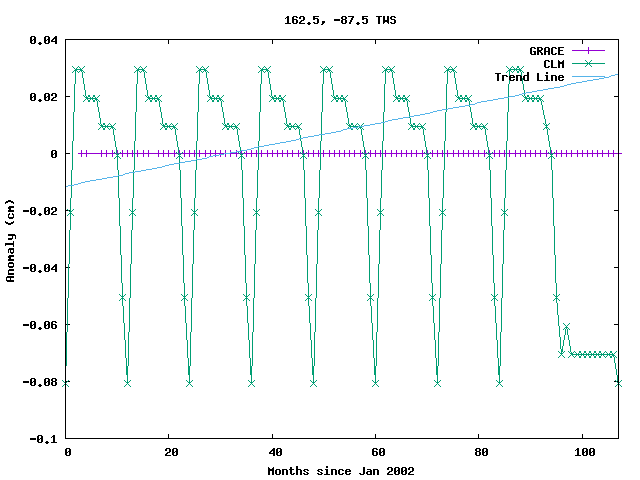 162.5, -87.5 TWS
0.04
GRACE
CLM
Trend Line
0.02
0
-0.02
-0.04
-0.06
-0.08
-0.1
Anomaly (cm)
0 20 40 60 80 100
Months since Jan 2002